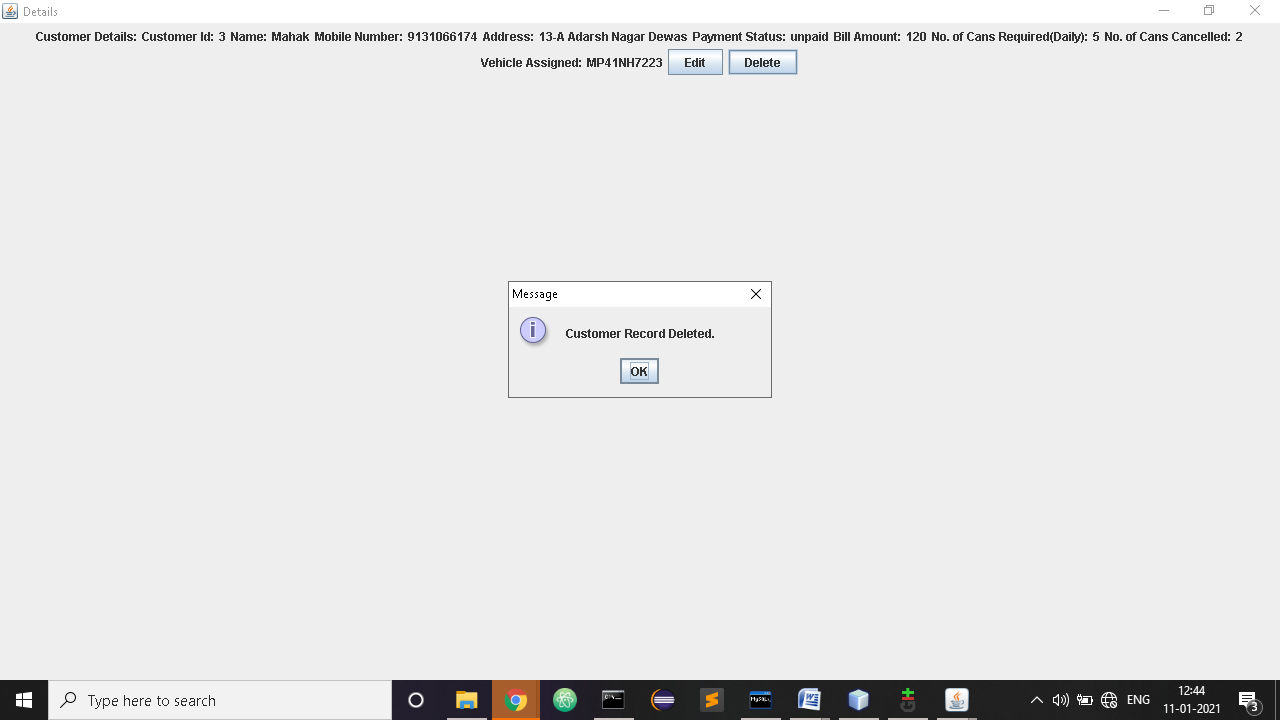 Details
Customer Details: Customer Id: 3 Name: Mahak Mobile Number: 9131066174 Address: 13-A Adarsh Nagar Dewas Payment Status: unpaid Bill Amount: 120 No. of Cans Required(Daily): 5 No. of Cans Cancelled: 2
Vehicle Assigned: MP41NH7223 Edit Delete
Message
i
Customer Record Deleted.
OK
Type here to search
MySQL
W
ENG
12:44
11-01-2021
3